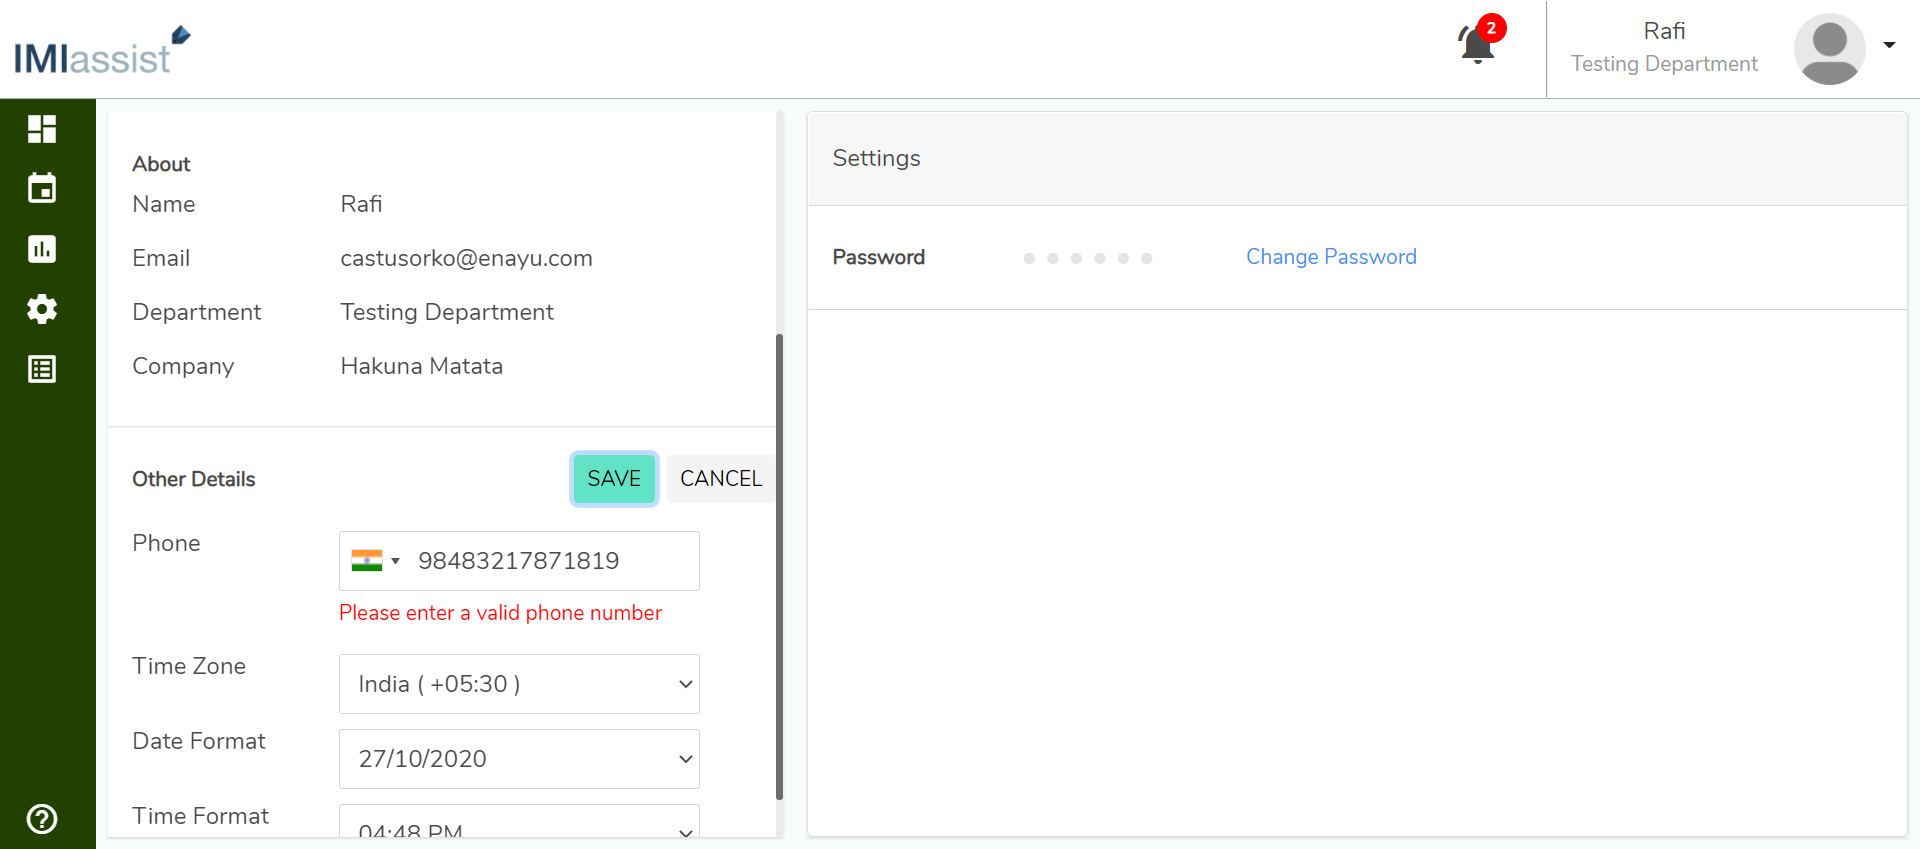 IMIassist
2
Rafi
Testing Department
About
Name Rafi
Email castusorko@enayu.com
Department Testing Department
Company Hakuna Matata
Other Details SAVE CANCEL
Phone 98483217871819
Please enter a valid phone number
Time Zone India ( +05:30 )
Date Format 27/10/2020
Time Format 04:48 PM
Settings
Password Change Password